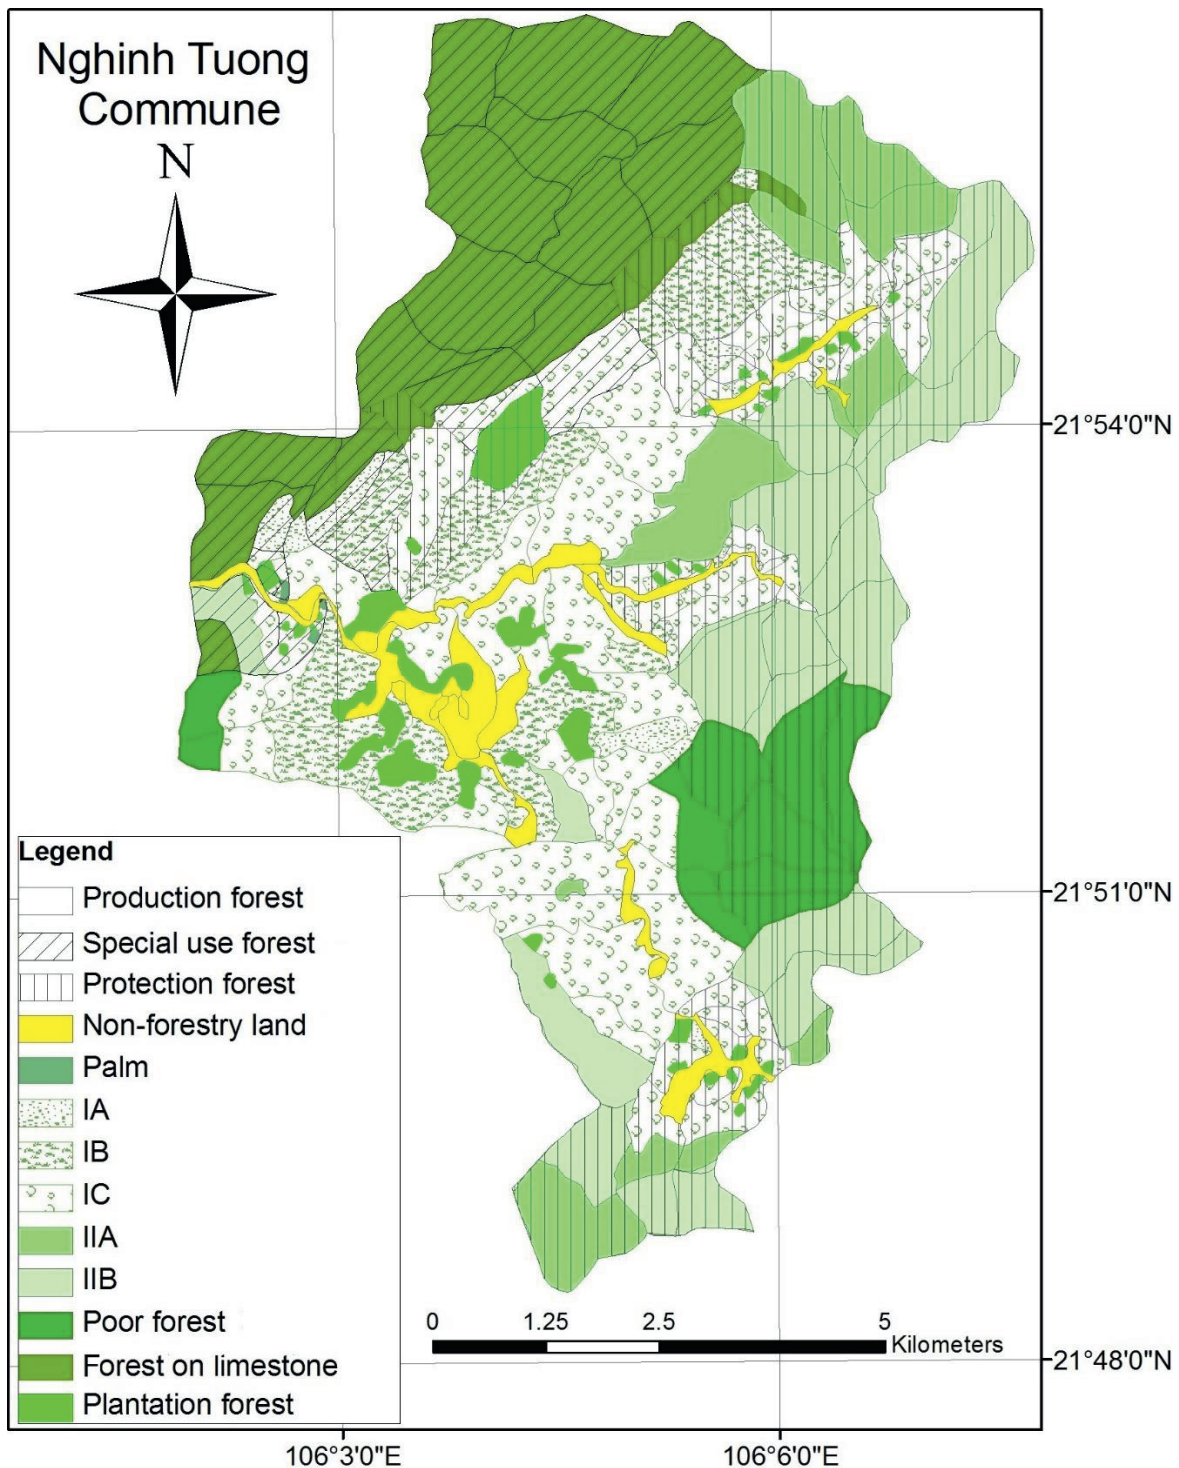 Nghinh Tuong
Commune
N
21°54'0"N
21°51'0"N
21°48'0"N
Legend
Production forest
Special use forest
Protection forest
Non-forestry land
Palm
IA
IB
IC
IIA
IIB
Poor forest
Forest on limestone
Plantation forest
0 1.25 2.5 5
Kilometers
106°3'0"E 106°6'0"E